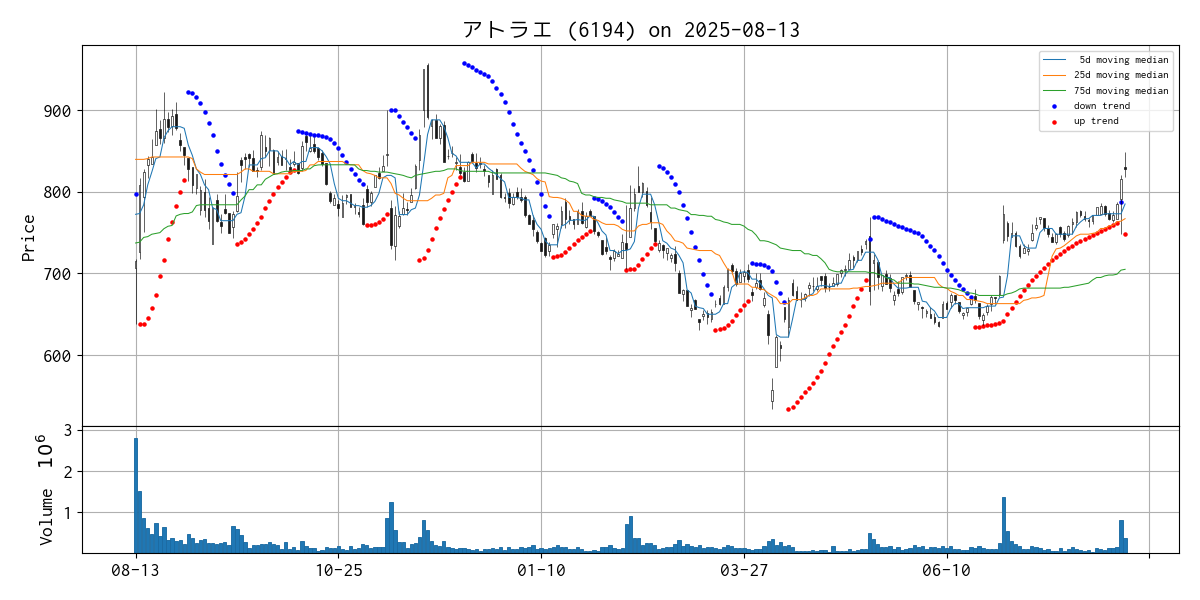 アトラエ (6194) on 2025-08-13
5d moving median
25d moving median
75d moving median
down trend
up trend
Price
900
800
700
600
Volume 10^6
3
2
1
08-13 10-25 01-10 03-27 06-10